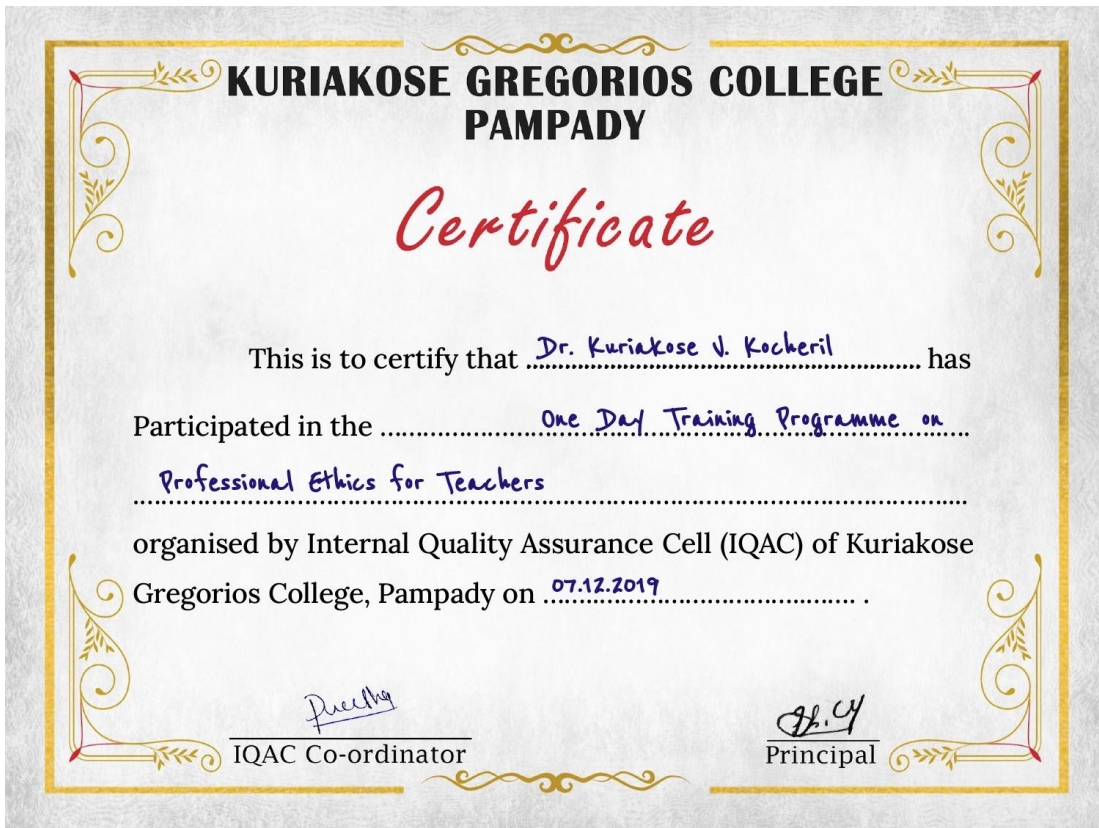 KURIAKOSE GREGORIOS COLLEGE
PAMPADY
Certificate
This is to certify that Dr. Kuriakose V. Kocheril has
Participated in the One Day Training Programme on
Professional Ethics for Teachers
organised by Internal Quality Assurance Cell (IQAC) of Kuriakose
Gregorios College, Pampady on 07.12.2019 .
IQAC Co-ordinator Principal